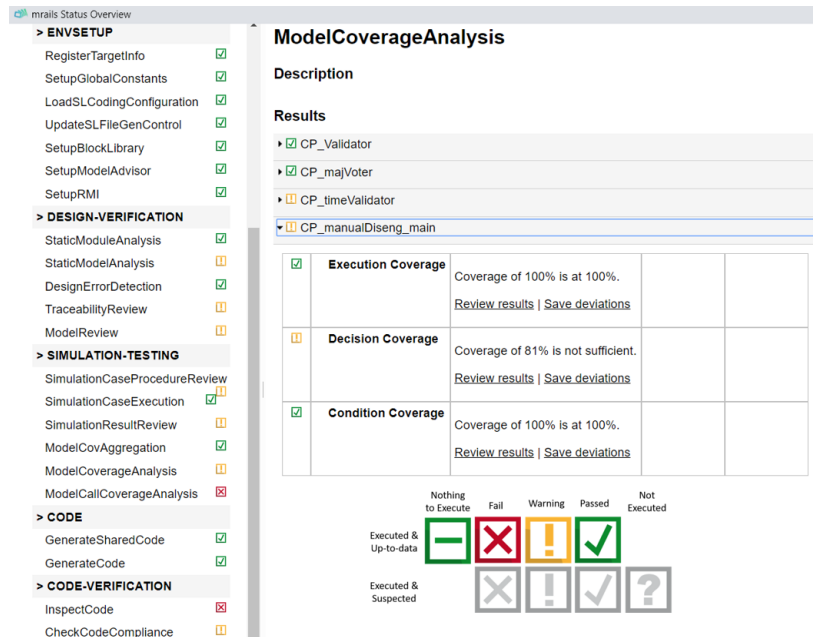 mrails Status Overview
> ENVSETUP
RegisterTargetInfo
SetupGlobalConstants
LoadSLCodingConfiguration
UpdateSLFileGenControl
SetupBlockLibrary
SetupModelAdvisor
SetupRMI
> DESIGN-VERIFICATION
StaticModuleAnalysis
StaticModelAnalysis
DesignErrorDetection
TraceabilityReview
ModelReview
> SIMULATION-TESTING
SimulationCaseProcedureReview
SimulationCaseExecution
SimulationResultReview
ModelCovAggregation
ModelCoverageAnalysis
ModelCallCoverageAnalysis
> CODE
GenerateSharedCode
GenerateCode
> CODE-VERIFICATION
InspectCode
CheckCodeCompliance
ModelCoverageAnalysis
Description
Results
CP_Validator
CP_majVoter
CP_timeValidator
CP_manualDiseng_main
Execution Coverage
Coverage of 100% is at 100%.
Review results | Save deviations
Decision Coverage
Coverage of 81% is not sufficient.
Review results | Save deviations
Condition Coverage
Coverage of 100% is at 100%.
Review results | Save deviations
Nothing
to Execute
Fail
Warning
Passed
Not
Executed
Executed &
Up-to-data
Executed &
Suspected